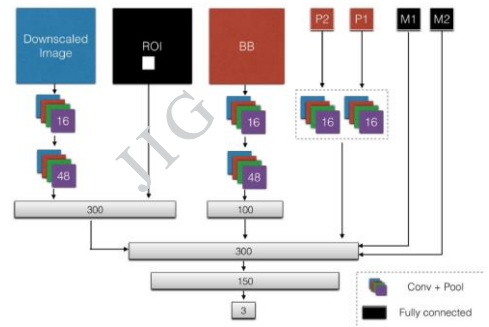 Downscaled
Image
ROI
BB
P2
P1
M1
M2
16
16
16
16
48
48
JIG
300
100
300
150
3
Conv + Pool
Fully connected